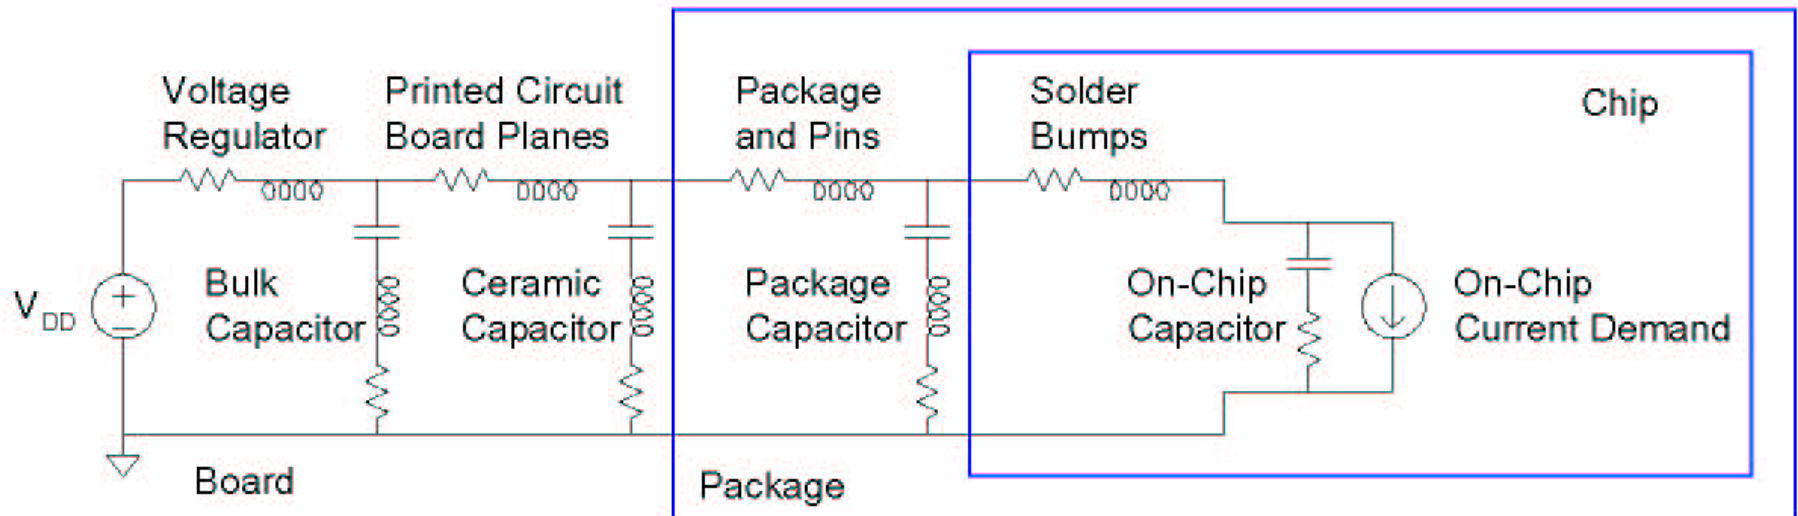 Voltage
Regulator
Printed Circuit
Board Planes
Package
and Pins
Solder
Bumps
Chip
VDD
+
−
Bulk
Capacitor
Ceramic
Capacitor
Package
Capacitor
On-Chip
Capacitor
On-Chip
Current Demand
Board
Package